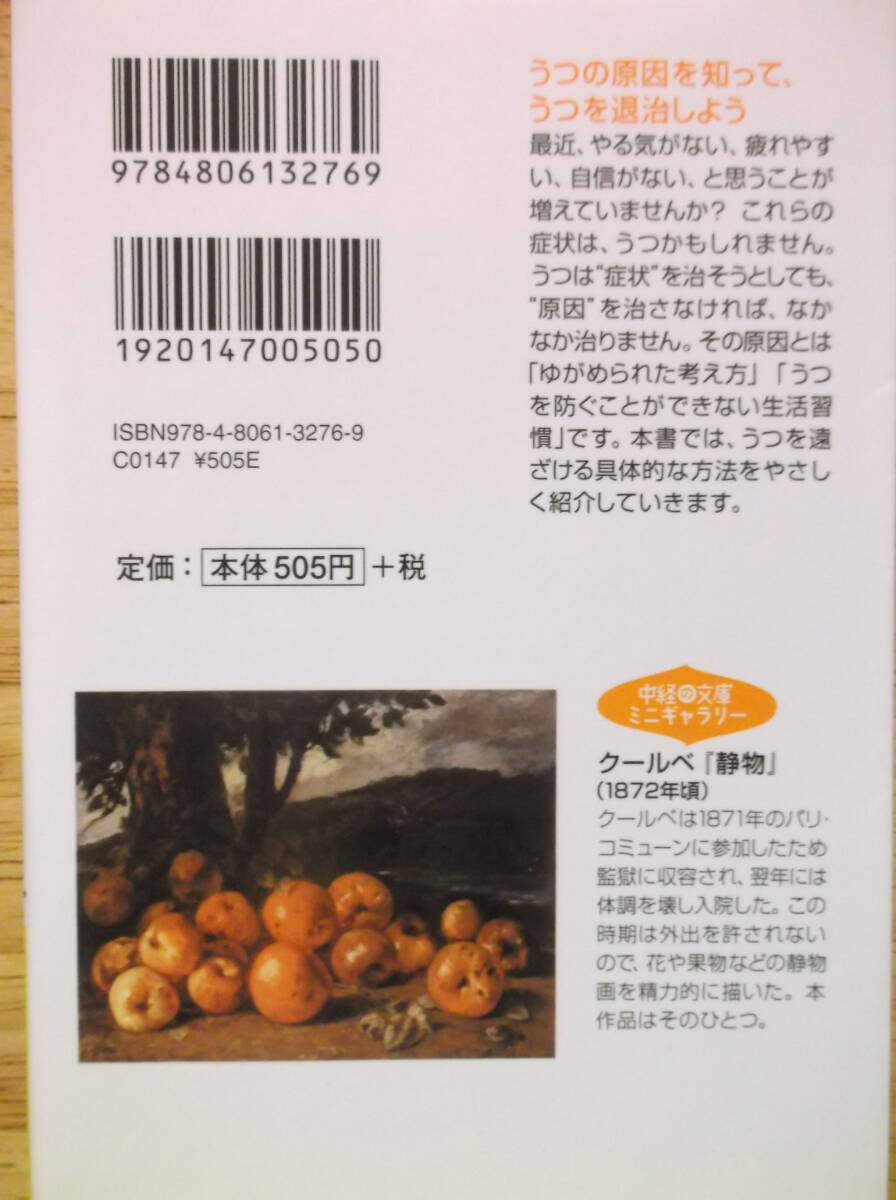 9784806132769
1920147005050
ISBN978-4-8061-3276-9
C0147 ¥505E
定価：本体505円＋税
うつの原因を知って、
うつを退治しよう
最近、やる気がない、疲れやす
い、自信がない、と思うことが
増えていませんか？ これらの
症状は、うつかもしれません。
うつは“症状”を治そうとしても、
“原因”を治さなければ、なか
なか治りません。その原因とは
「ゆがめられた考え方」「うつ
を防ぐことができない生活習
慣」です。本書では、うつを遠
ざける具体的な方法をやさし
く紹介していきます。
中経の文庫
ミニギャラリー
クールベ『静物』
(1872年頃)
クールベは1871年のパリ・
コミューンに参加したため
監獄に収容され、翌年には
体調を壊し入院した。この
時期は外出を許されない
ので、花や果物などの静物
画を精力的に描いた。本
作品はそのひとつ。